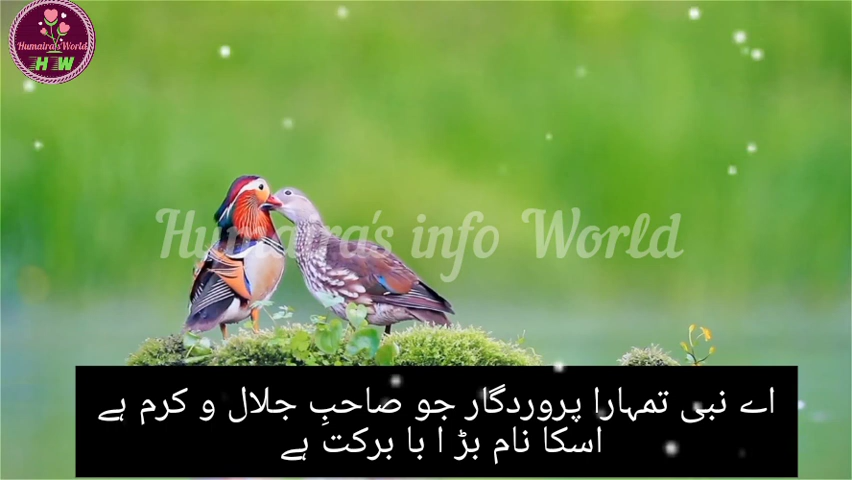 Humaira's World
H W
Humaira's info World
اے نبی تمہارا پروردگار جو صاحبِ جلال و کرم ہے
اسکا نام بڑ ا با برکت ہے